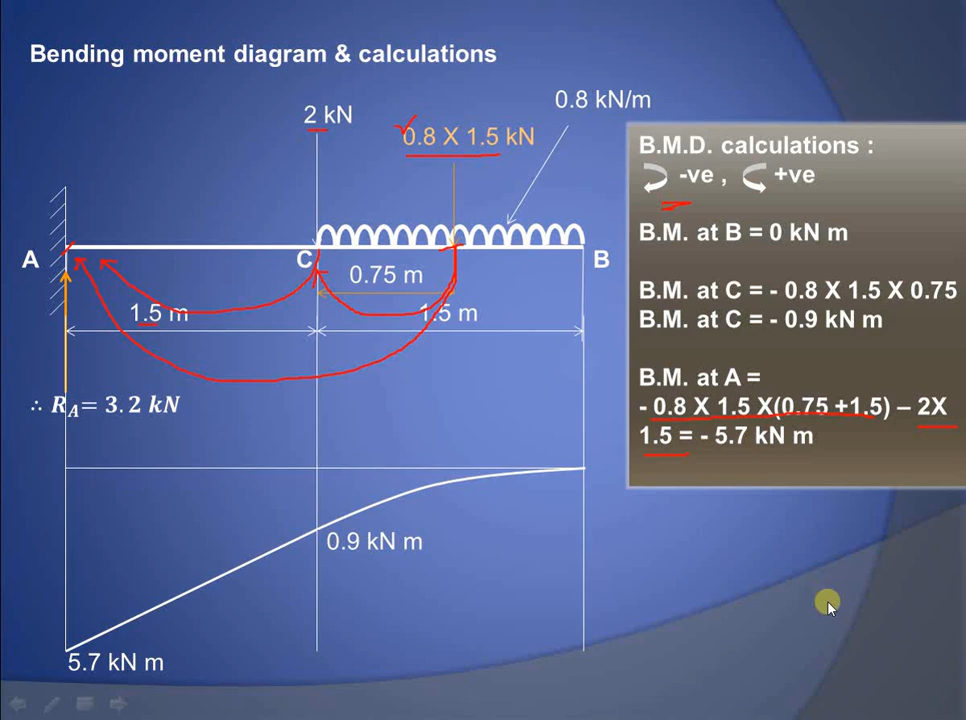 Bending moment diagram & calculations
2 kN
0.8 X 1.5 kN
0.8 kN/m
A
C
B
0.75 m
1.5 m
1.5 m
∴ R_A = 3.2 kN
0.9 kN m
5.7 kN m
B.M.D. calculations :
-ve , +ve
B.M. at B = 0 kN m
B.M. at C = - 0.8 X 1.5 X 0.75
B.M. at C = - 0.9 kN m
B.M. at A =
- 0.8 X 1.5 X(0.75 +1.5) – 2X
1.5 = - 5.7 kN m